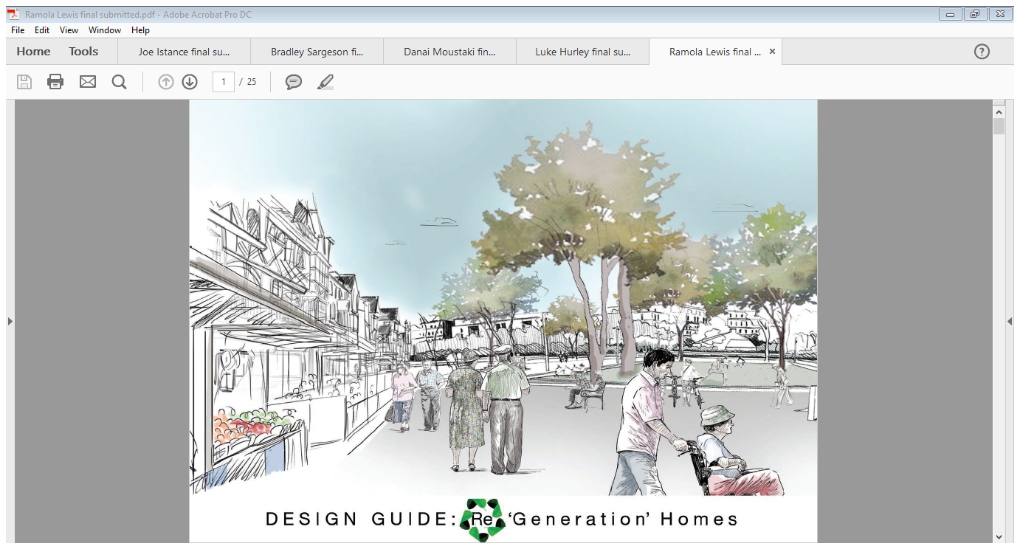 Ramola Lewis final submitted.pdf - Adobe Acrobat Pro DC
File Edit View Window Help
Home Tools Joe Istance final su... Bradley Sargeson fi... Danai Moustaki fin... Luke Hurley final su... Ramola Lewis final ... ×
1 / 25
DESIGN GUIDE: Re 'Generation' Homes